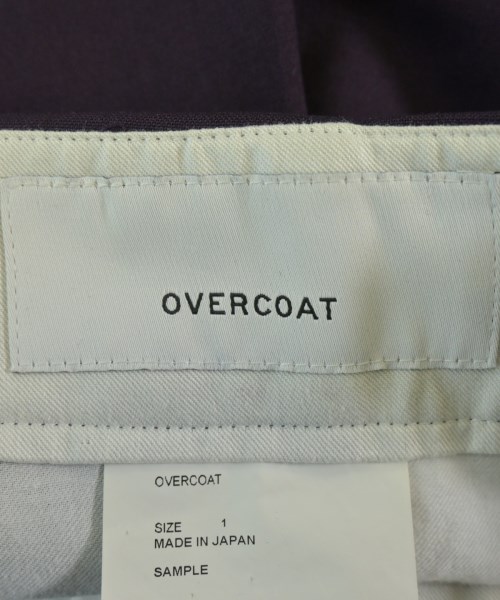 OVERCOAT
OVERCOAT
SIZE 1
MADE IN JAPAN
SAMPLE